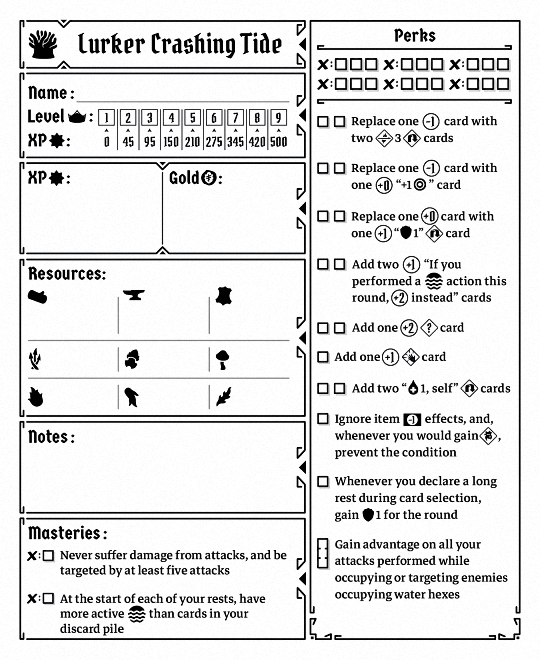 Lurker Crashing Tide
Name:
Level :
1 2 3 4 5 6 7 8 9
XP :
0 45 95 150 210 275 345 420 500
XP :
Gold :
Resources:
Notes:
Masteries:
✗: Never suffer damage from attacks, and be
targeted by at least five attacks
✗: At the start of each of your rests, have
more active than cards in your
discard pile
Perks
✗: ✗: ✗:
✗: ✗: ✗:
Replace one -1 card with
two 3 cards
Replace one -1 card with
one +0 “+1 ” card
Replace one +0 card with
one +1 “ 1” card
Add two +1 “If you
performed a action this
round, +2 instead” cards
Add one +2 ? card
Add one +1 card
Add two “ 1, self” cards
Ignore item -1 effects, and,
whenever you would gain ,
prevent the condition
Whenever you declare a long
rest during card selection,
gain 1 for the round
Gain advantage on all your
attacks performed while
occupying or targeting enemies
occupying water hexes